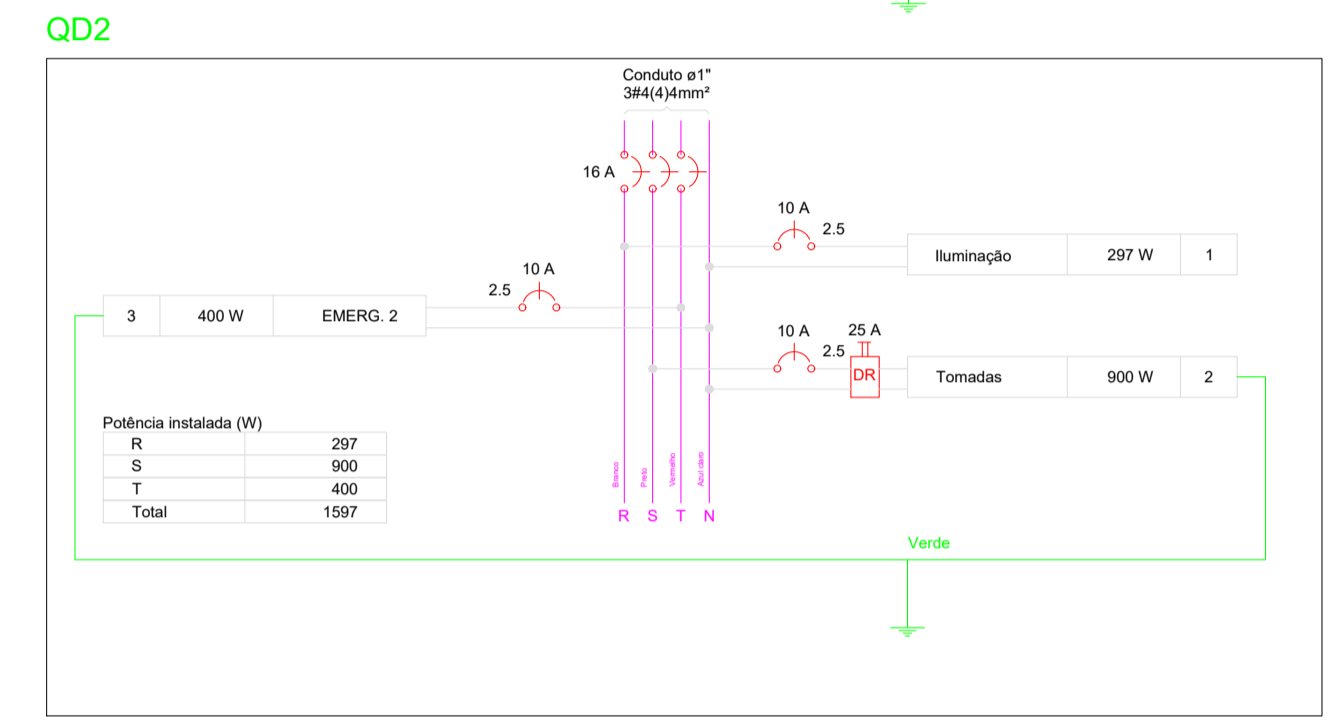 QD2
Conduto ø1"
3#4(4)4mm²
16 A
10 A
2.5
Iluminação 297 W 1
10 A
2.5
3 400 W EMERG. 2
10 A 25 A
2.5
DR
Tomadas 900 W 2
Potência instalada (W)
R 297
S 900
T 400
Total 1597
Branco
Preto
Vermelho
Azul claro
R S T N
Verde